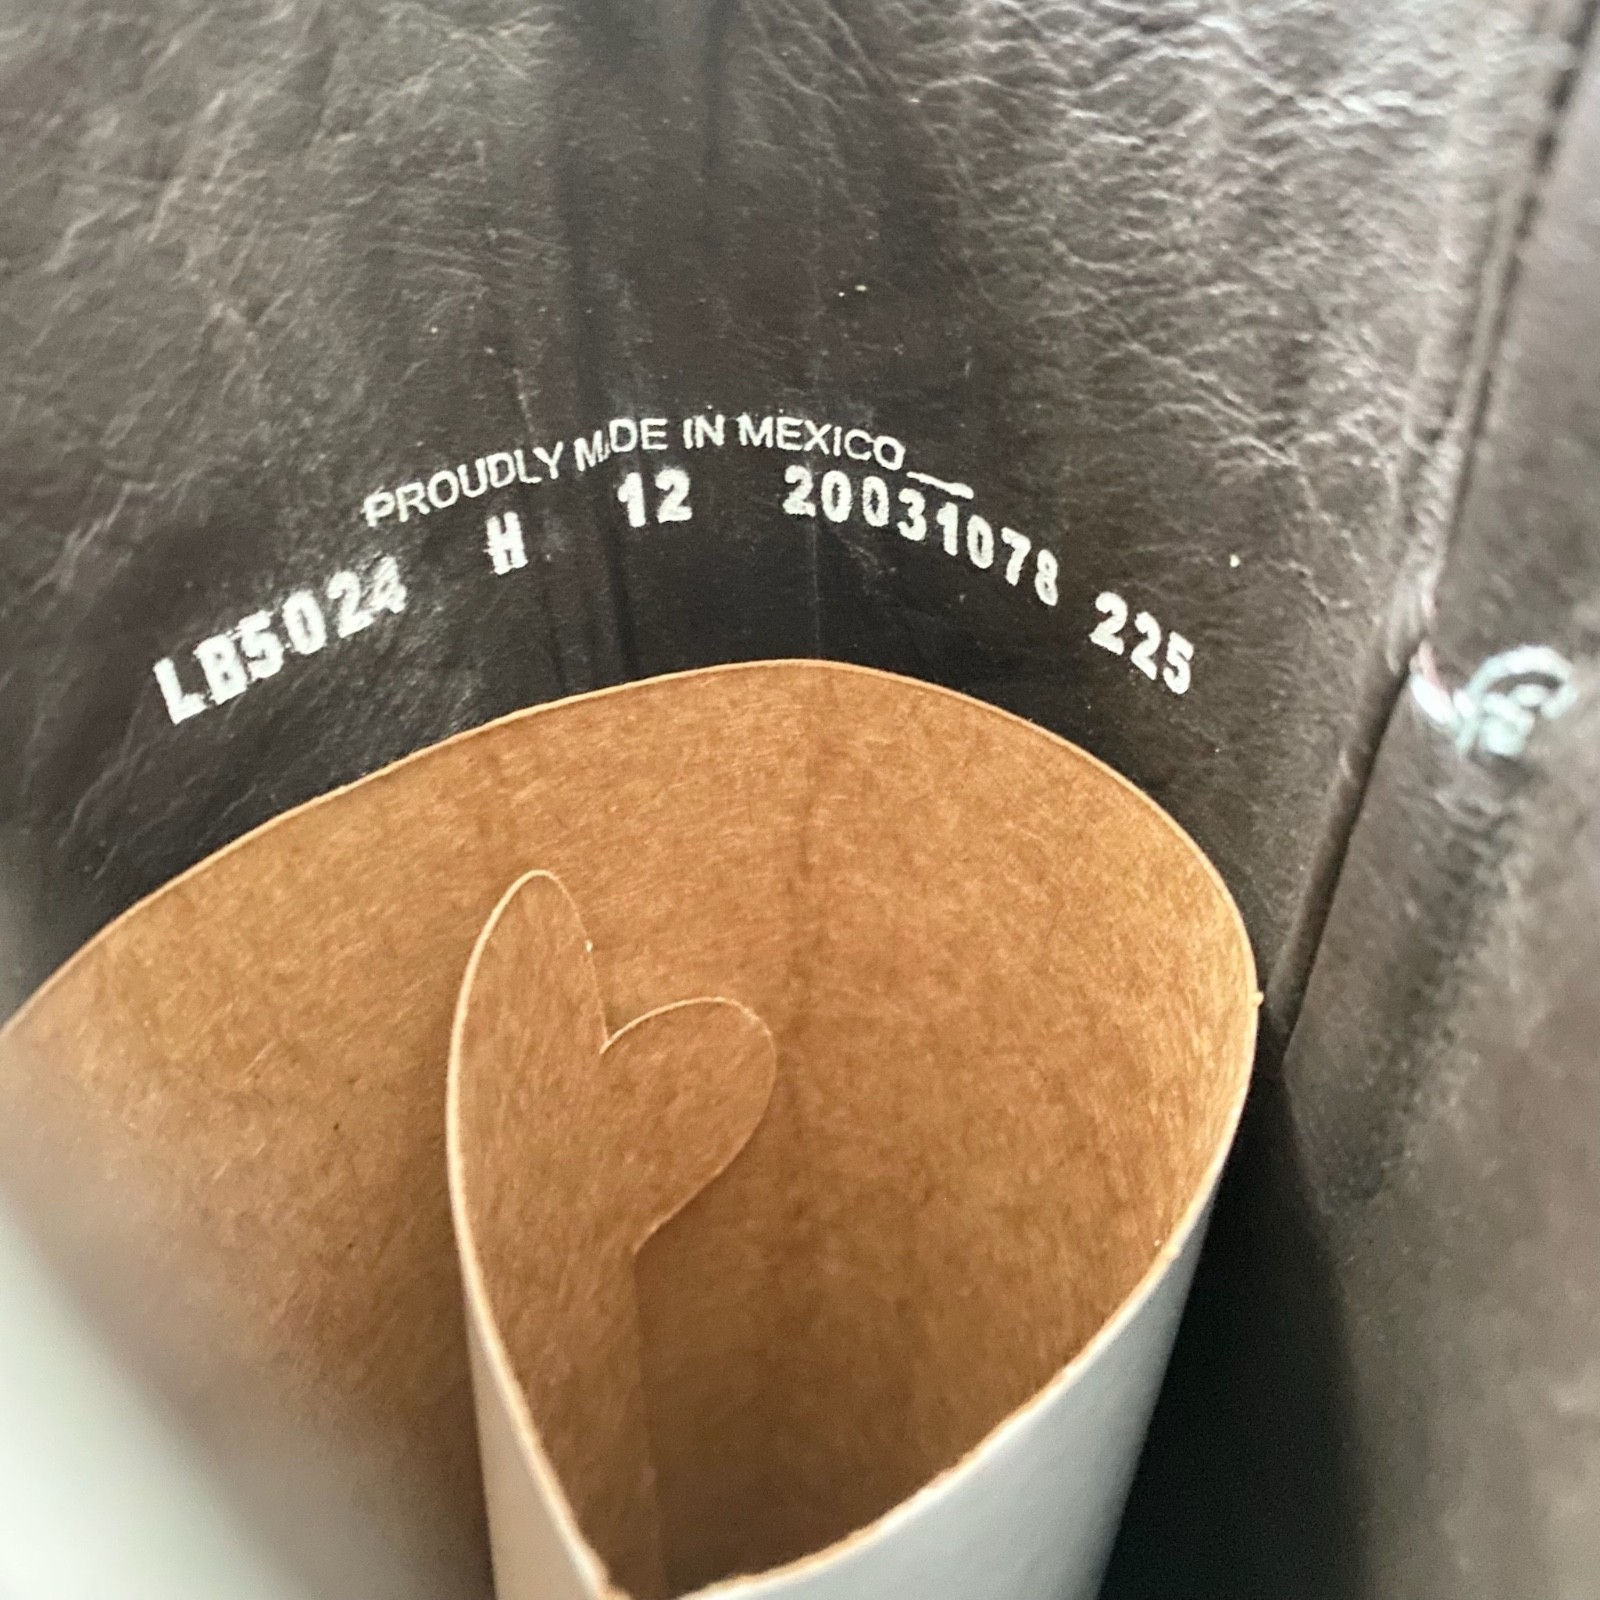 PROUDLY MADE IN MEXICO
LB5024 H 12 20031078 225